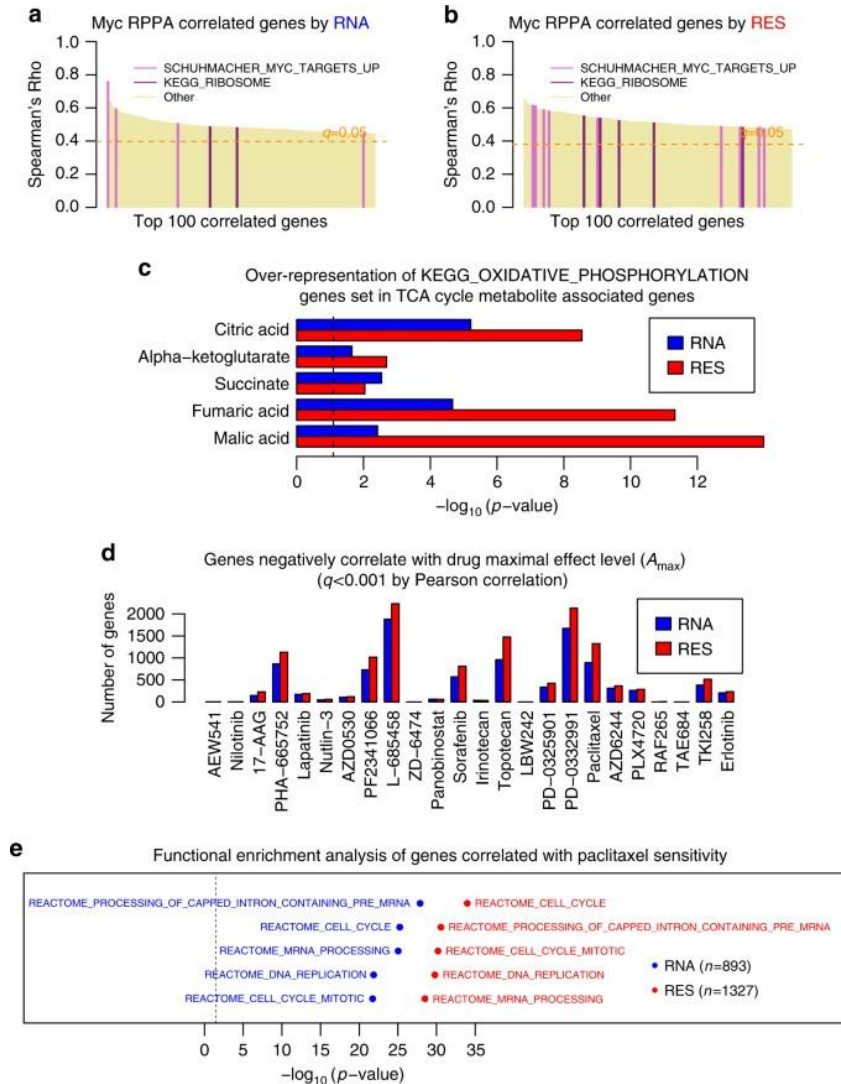 a
Myc RPPA correlated genes by RNA
Spearman's Rho
1.0
0.8
0.6
0.4
0.2
0.0
SCHUHMACHER_MYC_TARGETS_UP
KEGG_RIBOSOME
Other
q=0.05
Top 100 correlated genes
b
Myc RPPA correlated genes by RES
Spearman's Rho
1.0
0.8
0.6
0.4
0.2
0.0
SCHUHMACHER_MYC_TARGETS_UP
KEGG_RIBOSOME
Other
q=0.05
Top 100 correlated genes
c
Over-representation of KEGG_OXIDATIVE_PHOSPHORYLATION
genes set in TCA cycle metabolite associated genes
Citric acid
Alpha-ketoglutarate
Succinate
Fumaric acid
Malic acid
RNA
RES
0 2 4 6 8 10 12
-log10 (p-value)
d
Genes negatively correlate with drug maximal effect level (Amax)
(q<0.001 by Pearson correlation)
Number of genes
2000
1500
1000
500
0
RNA
RES
AEW541
Nilotinib
17-AAG
PHA-665752
Lapatinib
Nutlin-3
AZD0530
PF2341066
L-685458
ZD-6474
Panobinostat
Sorafenib
Irinotecan
Topotecan
LBW242
PD-0325901
PD-0332991
Paclitaxel
AZD6244
PLX4720
RAF265
TAE684
TKI258
Erlotinib
e
Functional enrichment analysis of genes correlated with paclitaxel sensitivity
REACTOME_PROCESSING_OF_CAPPED_INTRON_CONTAINING_PRE_MRNA REACTOME_CELL_CYCLE
REACTOME_CELL_CYCLE REACTOME_PROCESSING_OF_CAPPED_INTRON_CONTAINING_PRE_MRNA
REACTOME_MRNA_PROCESSING REACTOME_CELL_CYCLE_MITOTIC
REACTOME_DNA_REPLICATION REACTOME_DNA_REPLICATION
REACTOME_CELL_CYCLE_MITOTIC REACTOME_MRNA_PROCESSING
RNA (n=893)
RES (n=1327)
0 5 10 15 20 25 30 35
-log10 (p-value)